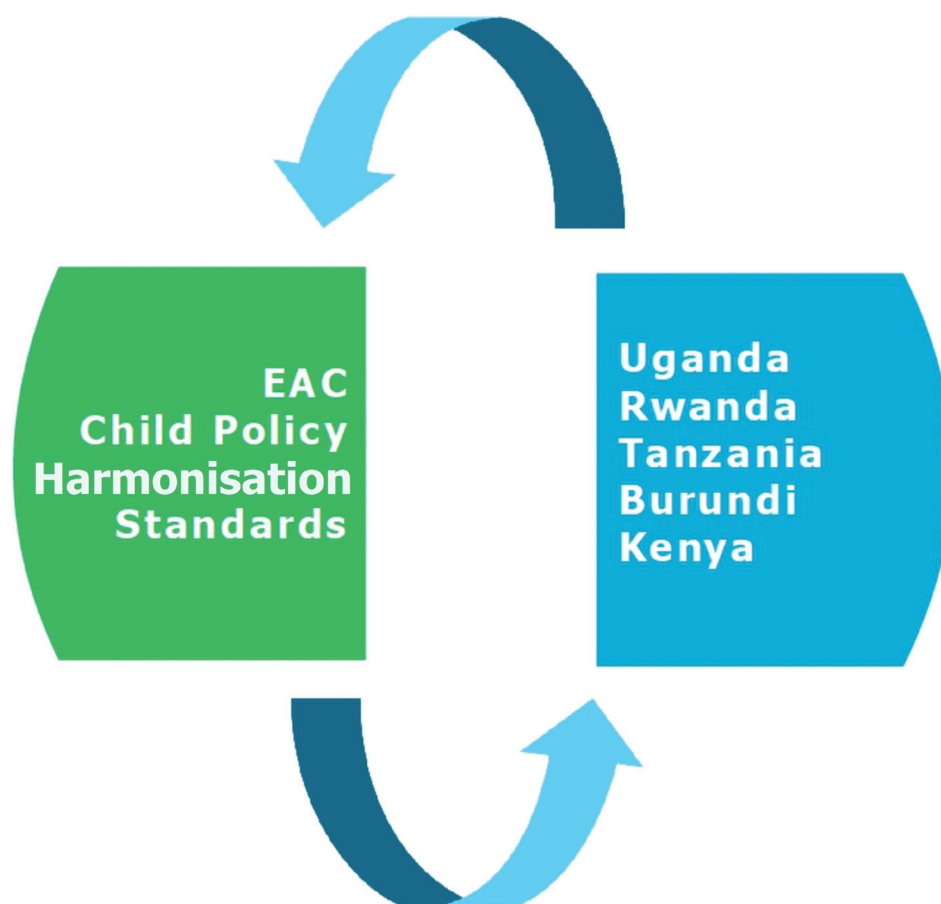 EAC
Child Policy
Harmonisation
Standards
Uganda
Rwanda
Tanzania
Burundi
Kenya